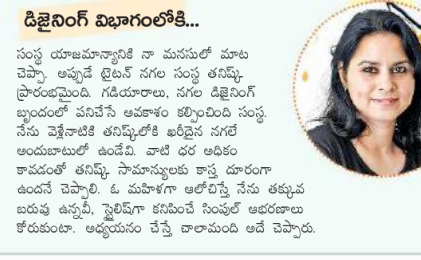 డిజైనింగ్ విభాగంలోకి...
సంస్థ యాజమాన్యానికి నా మనసులో మాట
చెప్పా. అప్పుడే టైటన్ నగల సంస్థ తనిష్క్
ప్రారంభమైంది. గడియారాలు, నగల డిజైనింగ్
బృందంలో పనిచేసే అవకాశం కల్పించింది సంస్థ.
నేను వెళ్లేనాటికి తనిష్క్‌లోకి ఖరీదైన నగలే
అందుబాటులో ఉండేవి. వాటి ధర అధికం
కావడంతో తనిష్క్ సామాన్యులకు కాస్త దూరంగా
ఉందనే చెప్పాలి. ఓ మహిళగా ఆలోచిస్తే నేను తక్కువ
బరువు ఉన్నవీ, స్టైలిష్‌గా కనిపించే సింపుల్ ఆభరణాలు
కోరుకుంటా. అధ్యయనం చేస్తే చాలామంది అదే చెప్పారు.